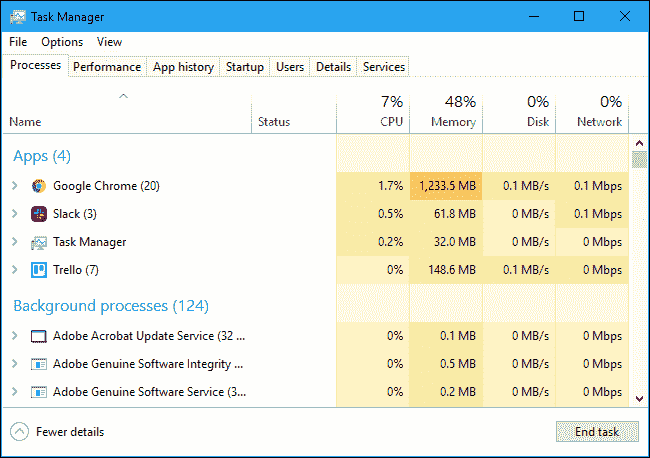 Task Manager
File Options View
Processes Performance App history Startup Users Details Services
7% 48% 0% 0%
Name Status CPU Memory Disk Network
Apps (4)
Google Chrome (20) 1.7% 1,233.5 MB 0.1 MB/s 0.1 Mbps
Slack (3) 0.5% 61.8 MB 0 MB/s 0.1 Mbps
Task Manager 0.2% 32.0 MB 0 MB/s 0 Mbps
Trello (7) 0% 148.6 MB 0.1 MB/s 0 Mbps
Background processes (124)
Adobe Acrobat Update Service (32 ... 0% 0.1 MB 0 MB/s 0 Mbps
Adobe Genuine Software Integrity ... 0% 0.5 MB 0 MB/s 0 Mbps
Adobe Genuine Software Service (3... 0% 0.2 MB 0 MB/s 0 Mbps
Fewer details End task